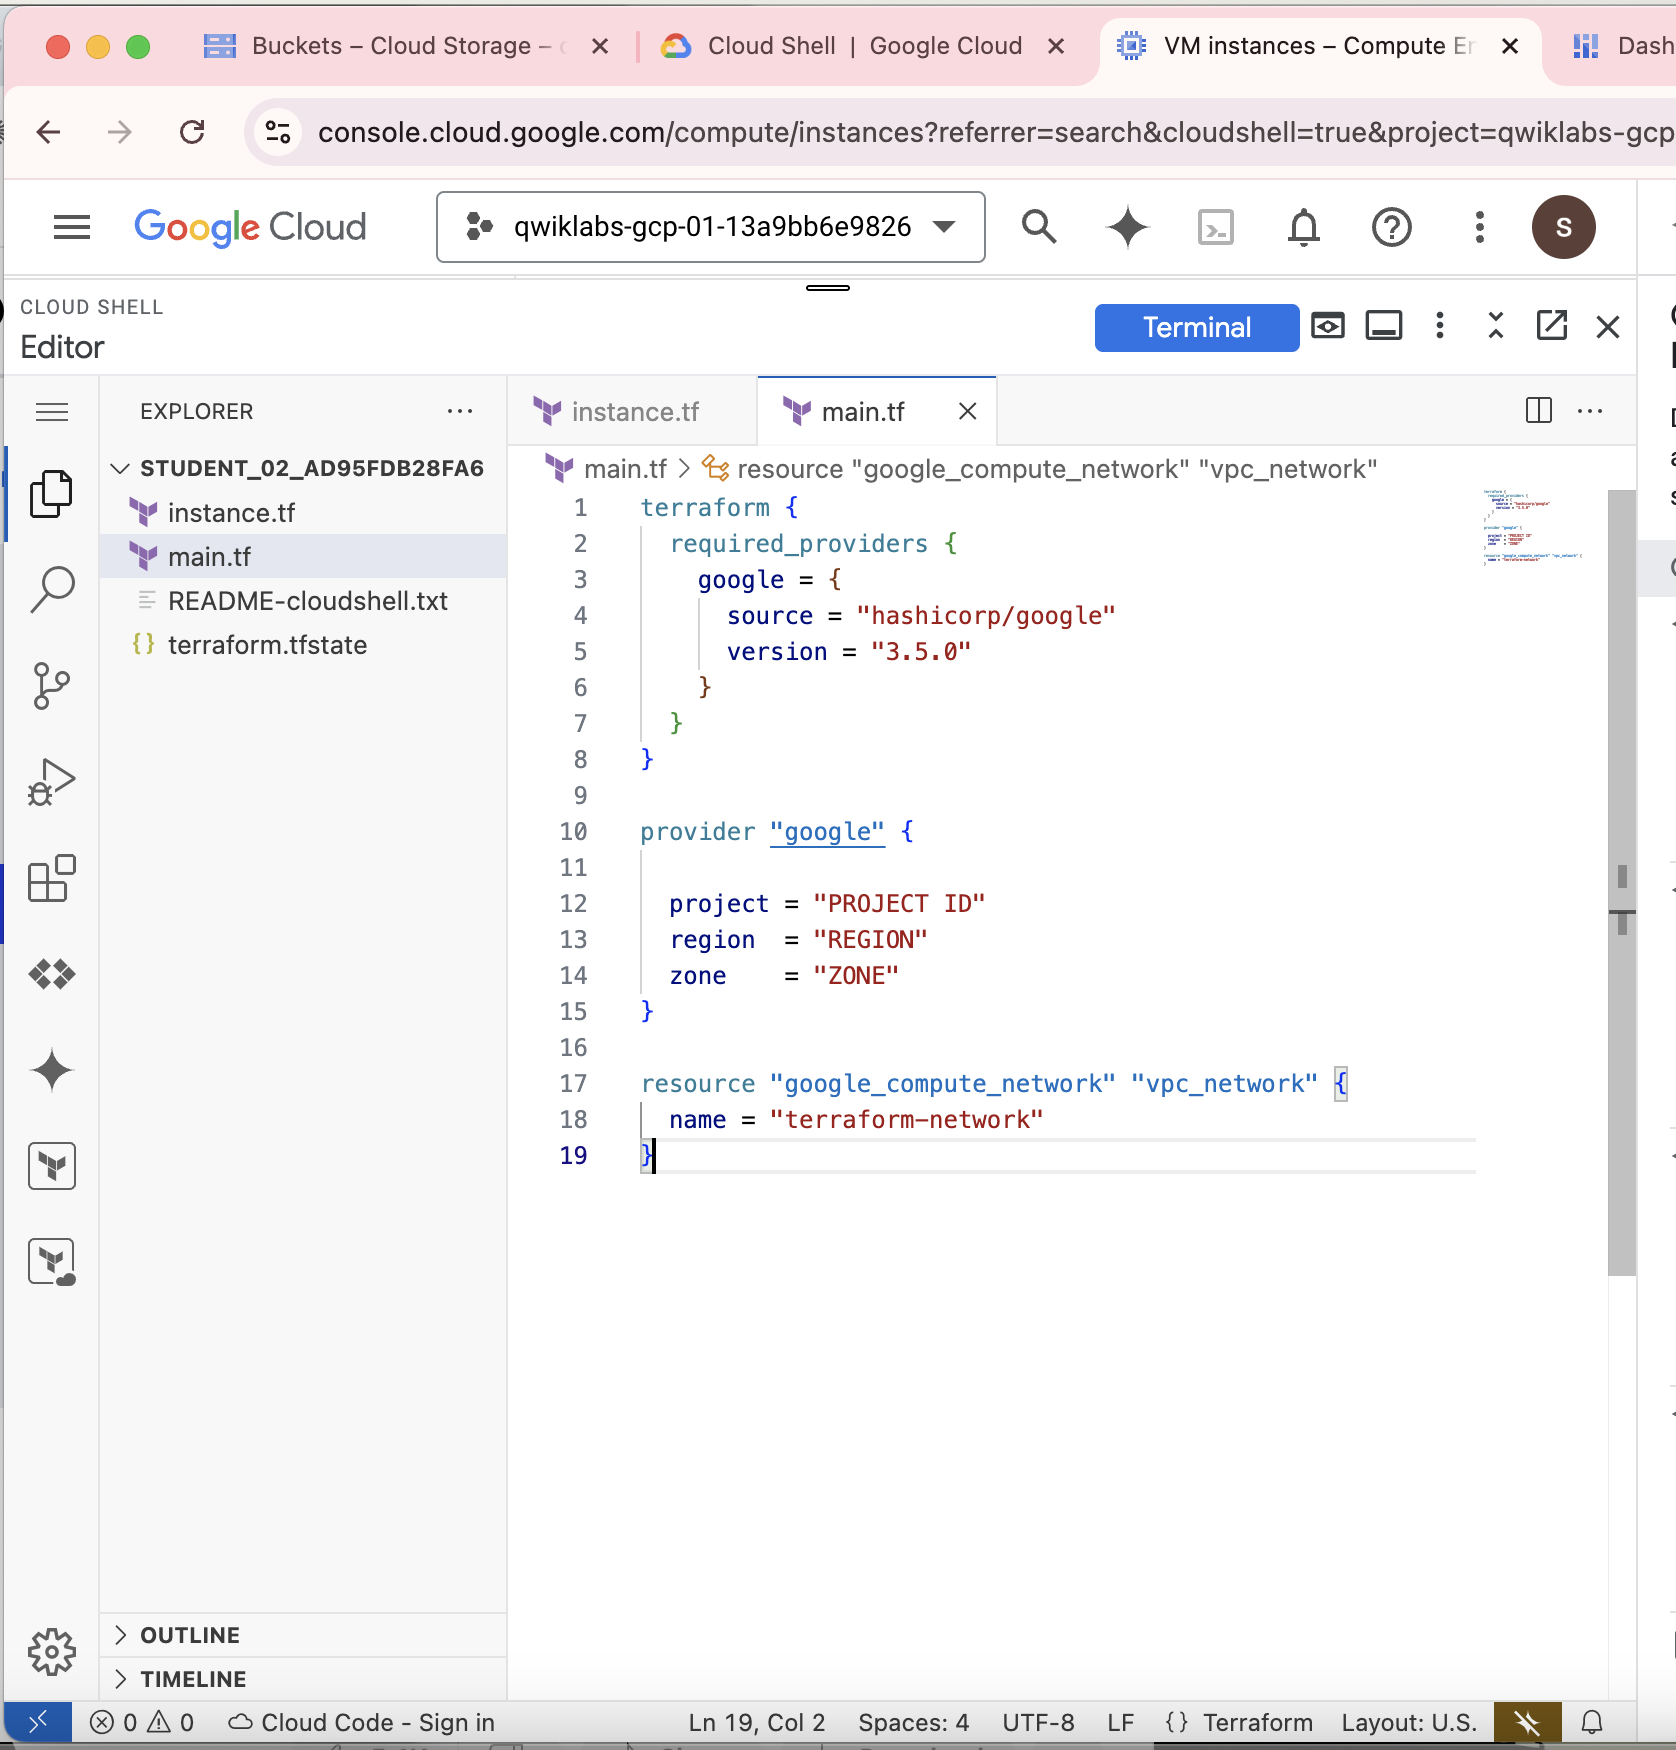 Buckets – Cloud Storage –
Cloud Shell | Google Cloud
VM instances – Compute
Dash
console.cloud.google.com/compute/instances?referrer=search&cloudshell=true&project=qwiklabs-gcp
Google Cloud
qwiklabs-gcp-01-13a9bb6e9826
S
CLOUD SHELL
Editor
Terminal
EXPLORER
instance.tf
main.tf
STUDENT_02_AD95FDB28FA6
instance.tf
main.tf
README-cloudshell.txt
terraform.tfstate
main.tf > resource "google_compute_network" "vpc_network"
1 terraform {
2 required_providers {
3 google = {
4 source = "hashicorp/google"
5 version = "3.5.0"
6 }
7 }
8 }
9
10 provider "google" {
11
12 project = "PROJECT ID"
13 region = "REGION"
14 zone = "ZONE"
15 }
16
17 resource "google_compute_network" "vpc_network" {
18 name = "terraform-network"
19 }
OUTLINE
TIMELINE
0 0 Cloud Code - Sign in Ln 19, Col 2 Spaces: 4 UTF-8 LF {} Terraform Layout: U.S.